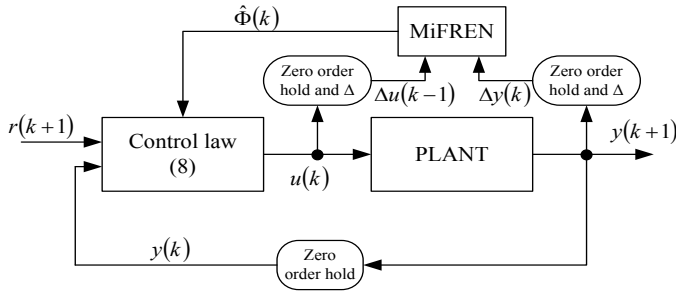 Φ̂(k)
MiFREN
Zero order
hold and Δ
Δu(k−1)
Δy(k)
Zero order
hold and Δ
r(k+1)
Control law
(8)
u(k)
PLANT
y(k+1)
y(k)
Zero
order hold